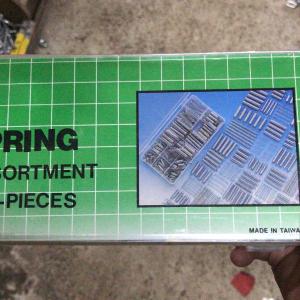 PRING
SORTMENT
-PIECES
MADE IN TAIWA